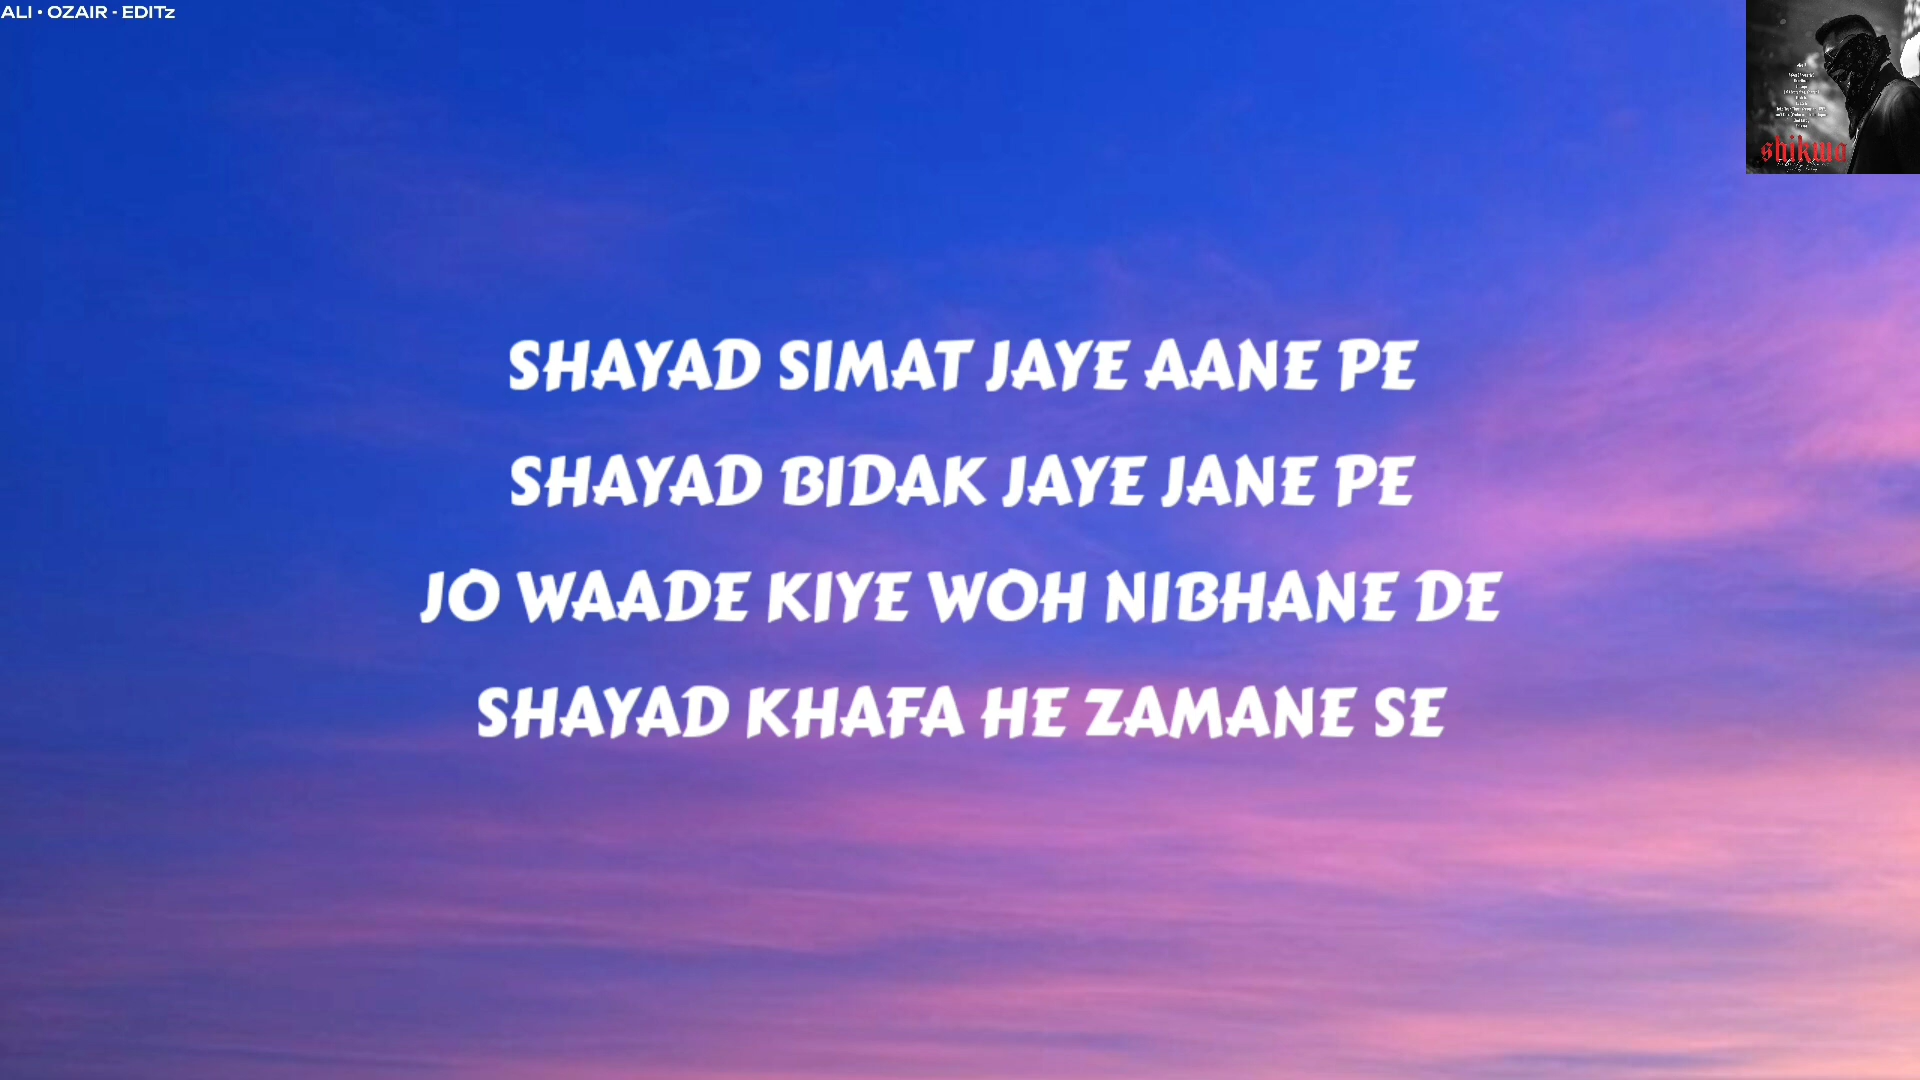 ALI • OZAIR - EDITz
shikwa
SHAYAD SIMAT JAYE AANE PE
SHAYAD BIDAK JAYE JANE PE
JO WAADE KIYE WOH NIBHANE DE
SHAYAD KHAFA HE ZAMANE SE